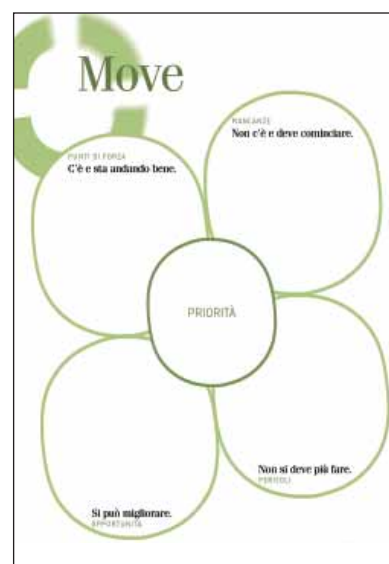 Move
MANCANZE
Non c'è e deve cominciare.
PUNTI DI FORZA
C'è e sta andando bene.
PRIORITÀ
Non si deve più fare.
PERICOLI
Si può migliorare.
OPPORTUNITÀ